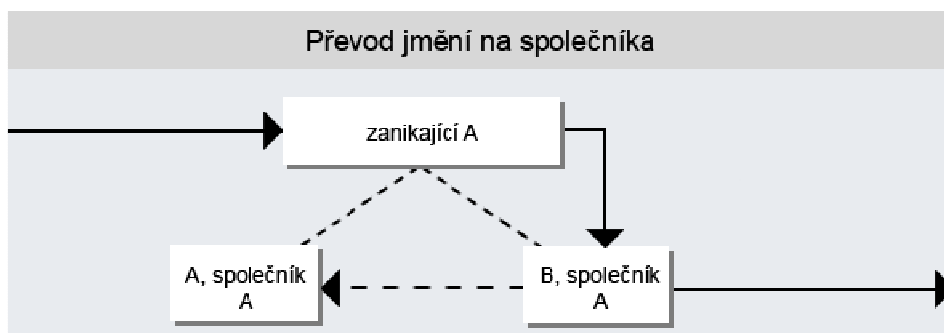 Převod jmění na společníka
zanikající A
A, společník
A
B, společník
A